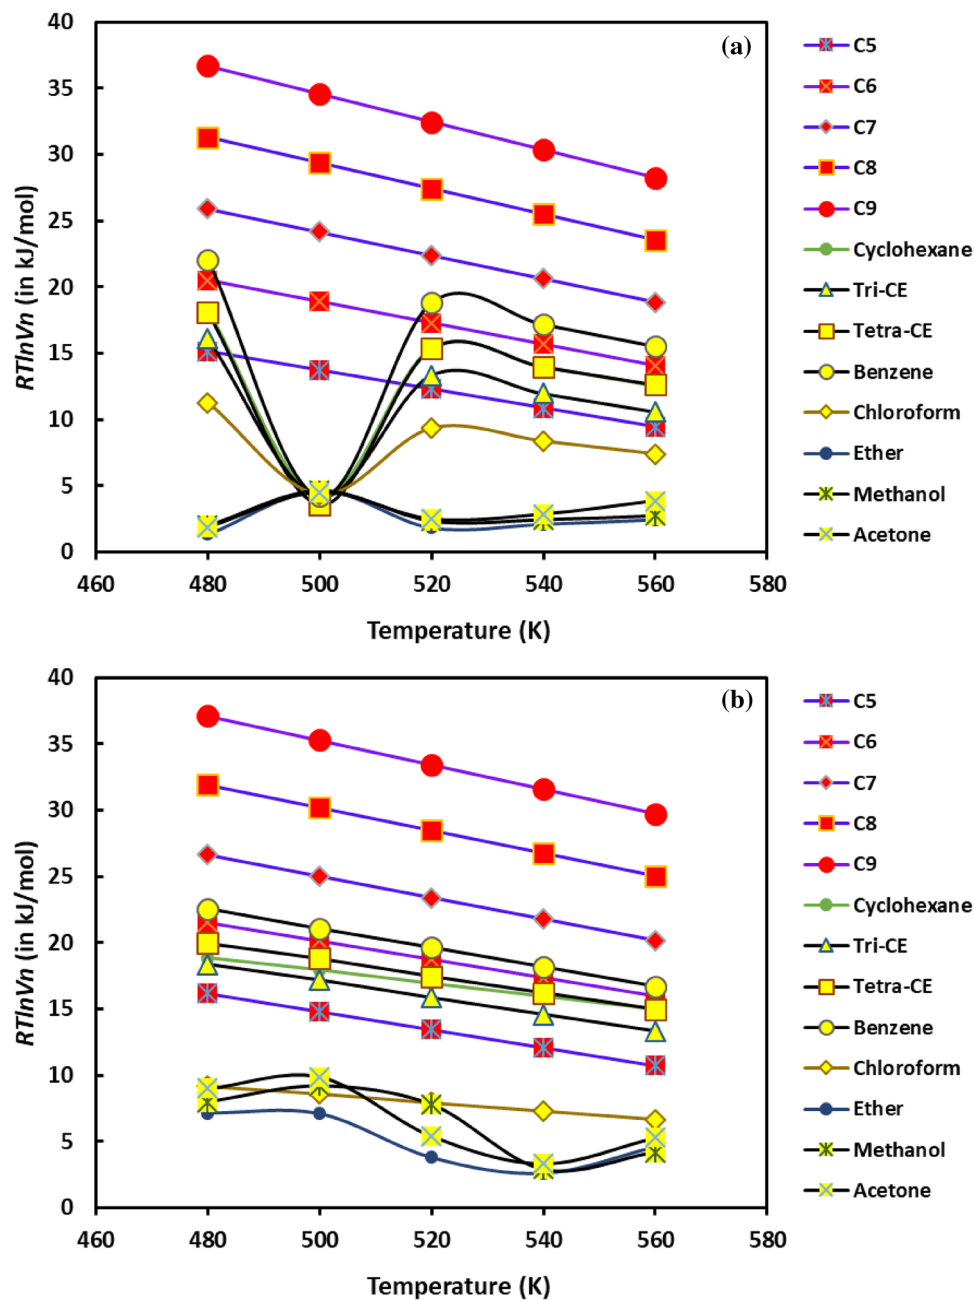 (a)
RTlnVn (in kJ/mol)
40
35
30
25
20
15
10
5
0
460 480 500 520 540 560 580
Temperature (K)
C5
C6
C7
C8
C9
Cyclohexane
Tri-CE
Tetra-CE
Benzene
Chloroform
Ether
Methanol
Acetone
(b)
RTlnVn (in kJ/mol)
40
35
30
25
20
15
10
5
0
460 480 500 520 540 560 580
Temperature (K)
C5
C6
C7
C8
C9
Cyclohexane
Tri-CE
Tetra-CE
Benzene
Chloroform
Ether
Methanol
Acetone